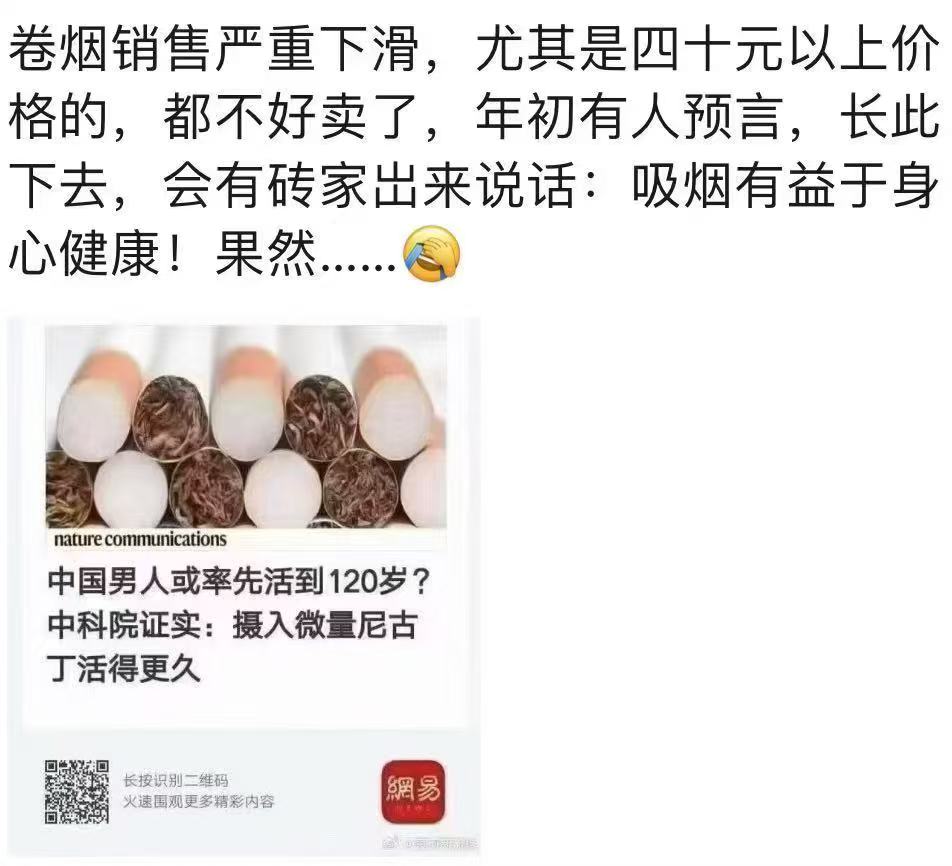 卷烟销售严重下滑，尤其是四十元以上价
格的，都不好卖了，年初有人预言，长此
下去，会有砖家出来说话：吸烟有益于身
心健康！果然……🤦
nature communications
中国男人或率先活到120岁？
中科院证实：摄入微量尼古
丁活得更久
长按识别二维码
火速围观更多精彩内容
網易